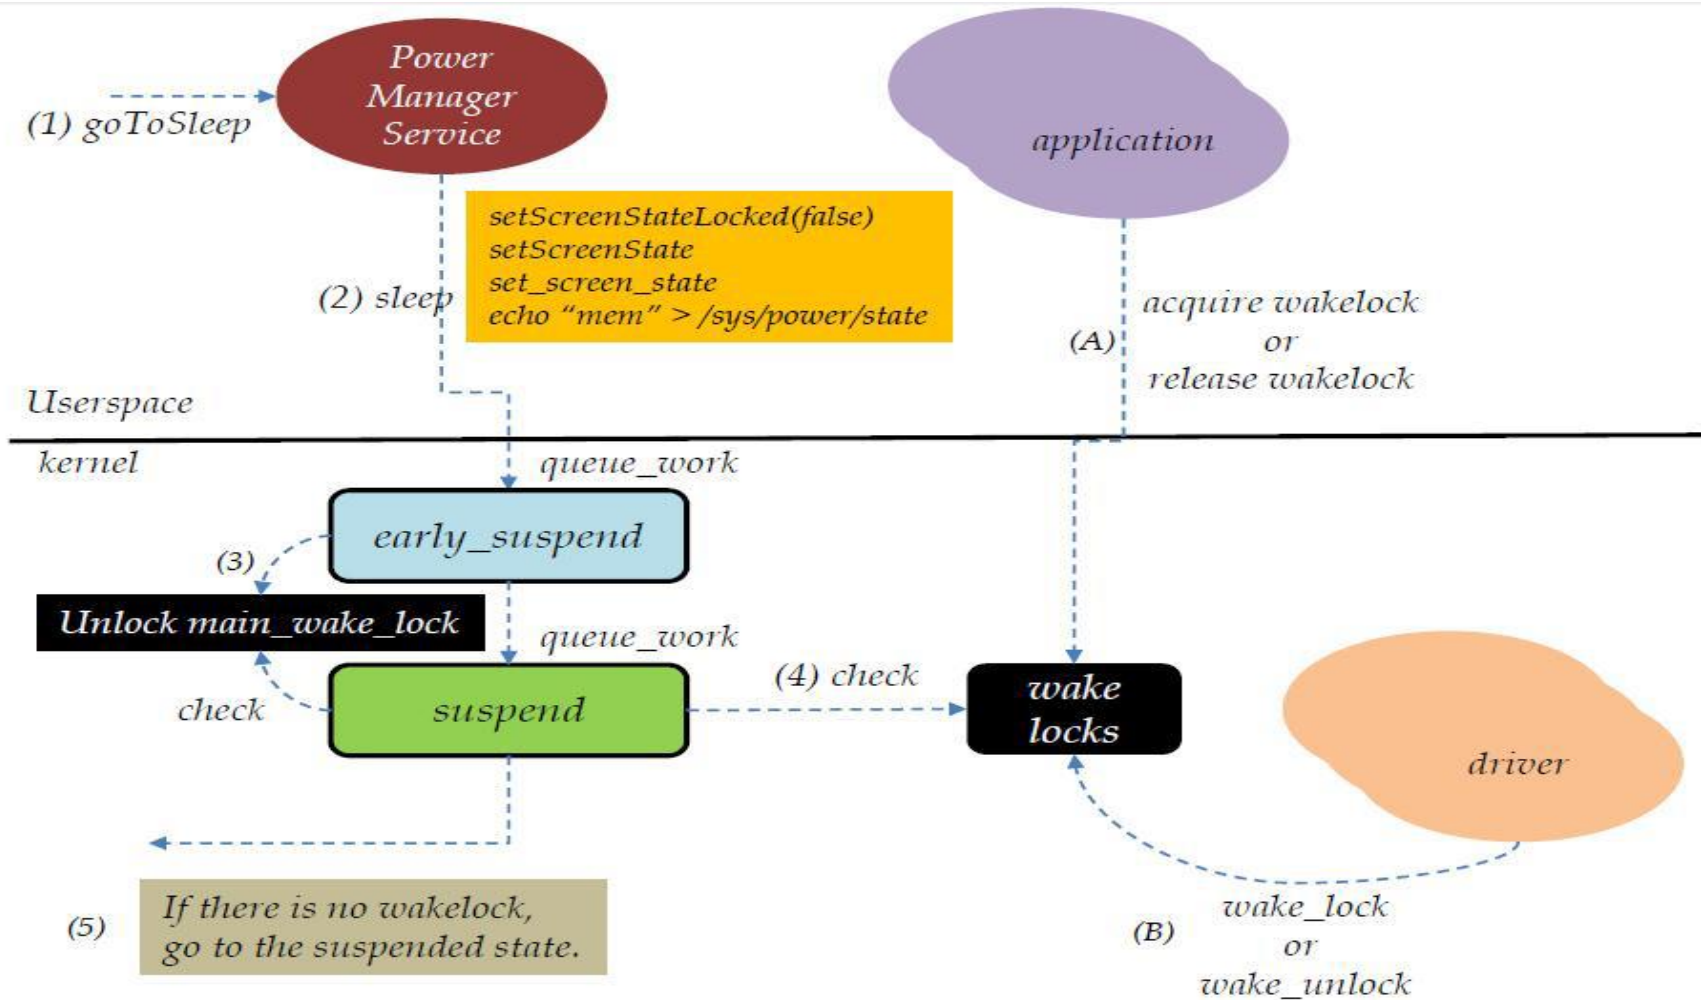 Power
Manager
Service
(1) goToSleep
application
setScreenStateLocked(false)
setScreenState
set_screen_state
echo “mem” > /sys/power/state
(2) sleep
acquire wakelock
or
release wakelock
(A)
Userspace
kernel
queue_work
early_suspend
(3)
Unlock main_wake_lock
queue_work
check
suspend
(4) check
wake
locks
driver
(5)
If there is no wakelock,
go to the suspended state.
(B)
wake_lock
or
wake_unlock